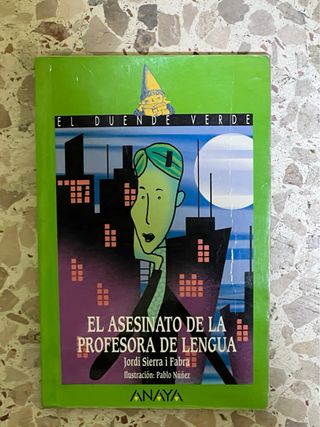 EL DUENDE VERDE
EL ASESINATO DE LA
PROFESORA DE LENGUA
Jordi Sierra i Fabra
Ilustración: Pablo Núñez
ANAYA